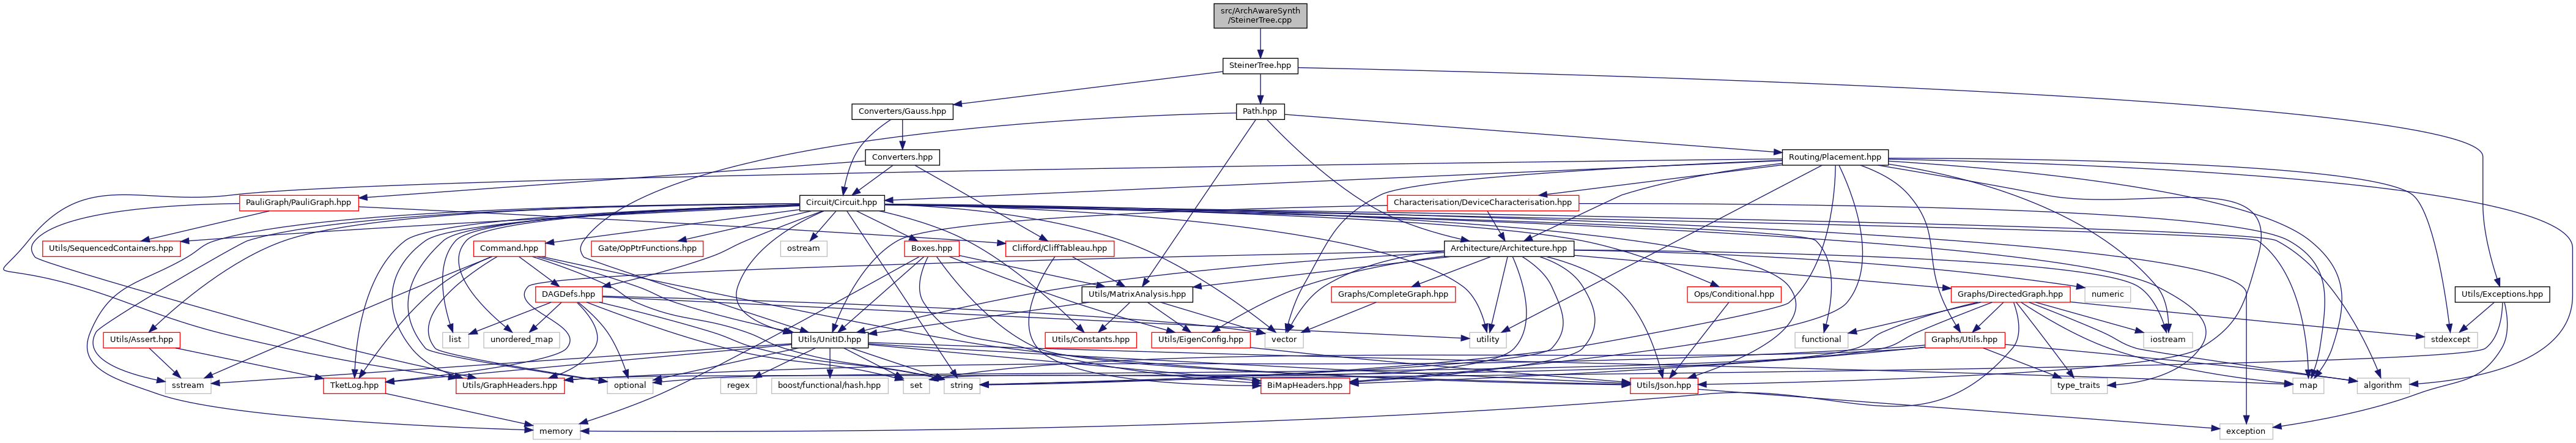 src/ArchAwareSynth
/SteinerTree.cpp
SteinerTree.hpp
Converters/Gauss.hpp
Path.hpp
Converters.hpp
Routing/Placement.hpp
PauliGraph/PauliGraph.hpp
Circuit/Circuit.hpp
Characterisation/DeviceCharacterisation.hpp
Utils/SequencedContainers.hpp
Command.hpp
Gate/OpPtrFunctions.hpp
ostream
Boxes.hpp
Clifford/CliffTableau.hpp
Architecture/Architecture.hpp
DAGDefs.hpp
Utils/MatrixAnalysis.hpp
Graphs/CompleteGraph.hpp
Ops/Conditional.hpp
Graphs/DirectedGraph.hpp
numeric
Utils/Exceptions.hpp
Utils/Assert.hpp
list
unordered_map
Utils/UnitID.hpp
Utils/Constants.hpp
Utils/EigenConfig.hpp
vector
utility
functional
Graphs/Utils.hpp
iostream
stdexcept
sstream
TketLog.hpp
Utils/GraphHeaders.hpp
optional
regex
boost/functional/hash.hpp
set
string
BiMapHeaders.hpp
Utils/Json.hpp
type_traits
map
algorithm
memory
exception